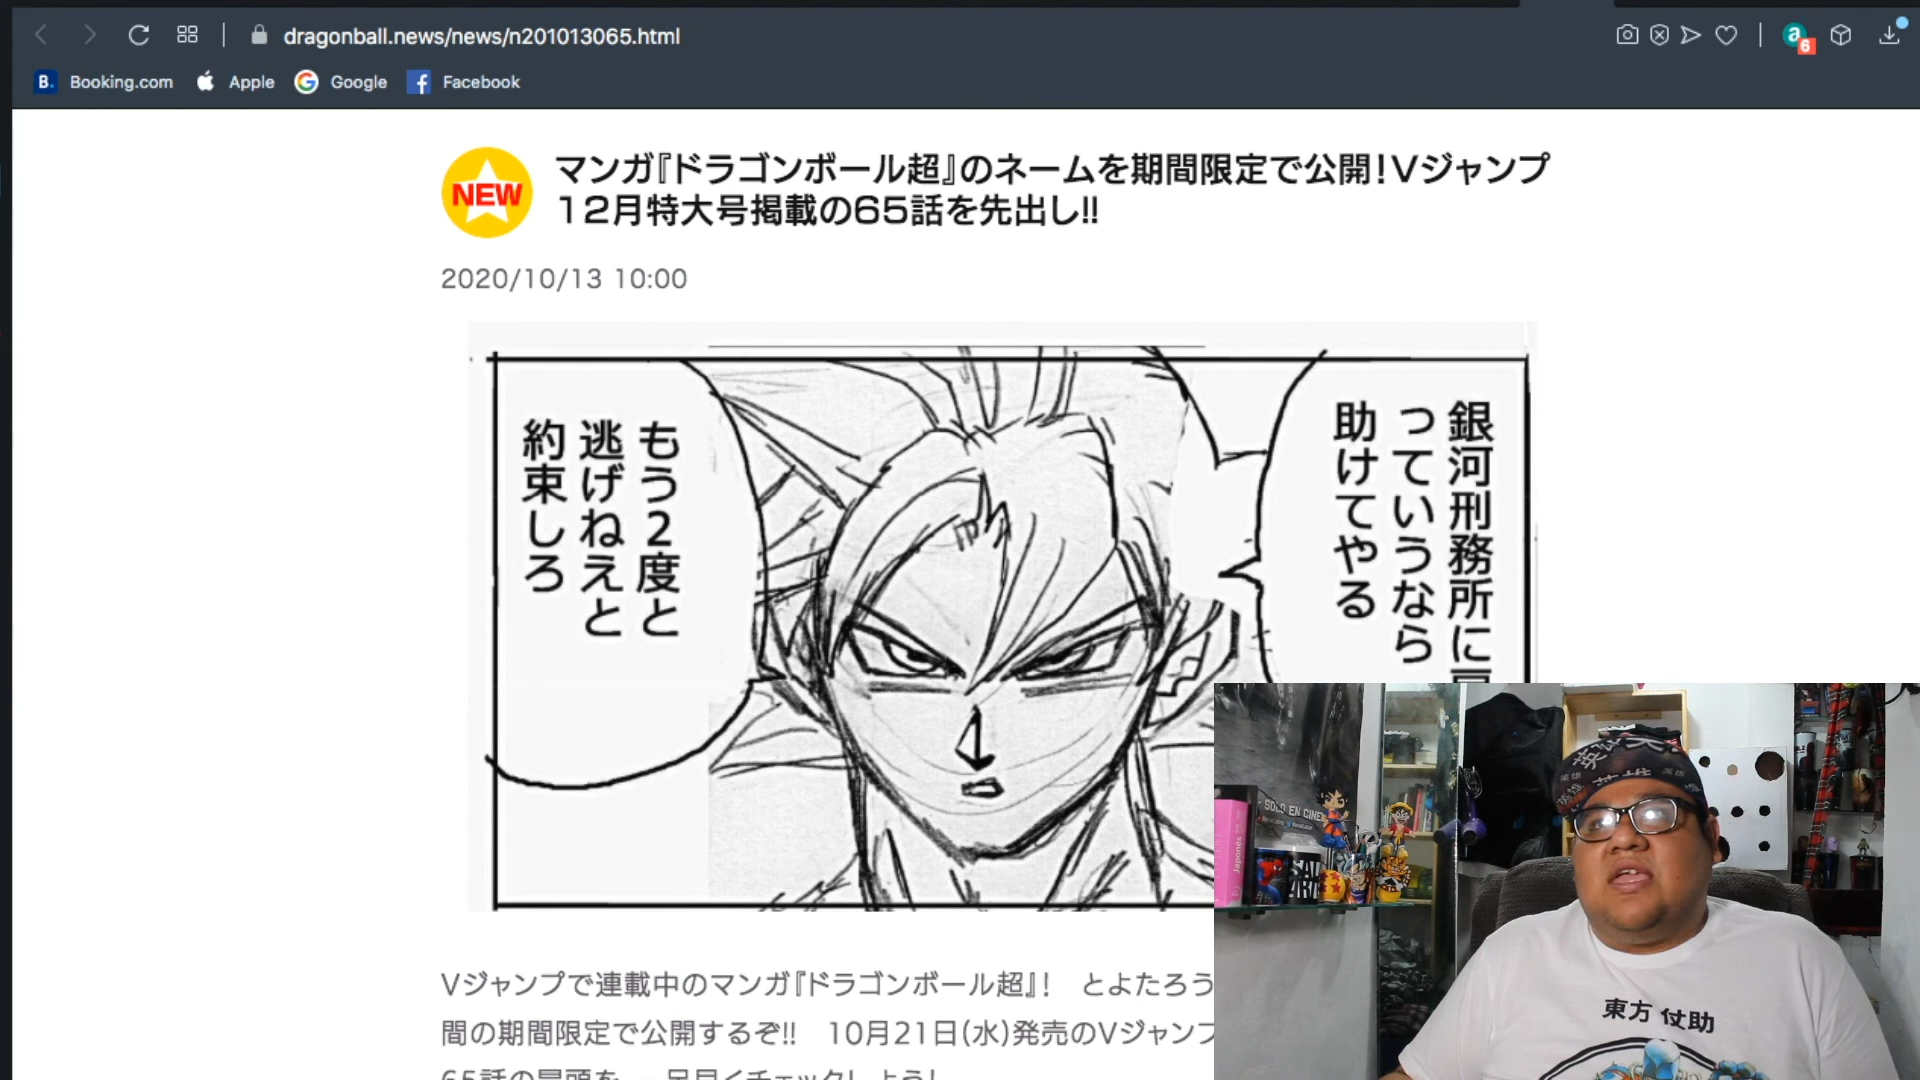 dragonball.news/news/n201013065.html
a
6
B. Booking.com
Apple
Google
Facebook
NEW
マンガ『ドラゴンボール超』のネームを期間限定で公開！Vジャンプ
12月特大号掲載の65話を先出し!!
2020/10/13 10:00
銀河刑務所に
っていうなら
助けてやる
もう2度と
逃げねえと
約束しろ
Vジャンプで連載中のマンガ『ドラゴンボール超』！ とよたろう
間の期間限定で公開するぞ!! 10月21日(水)発売のVジャンプ
SOLO EN CINE
Japonés
英雄
東方 仗助